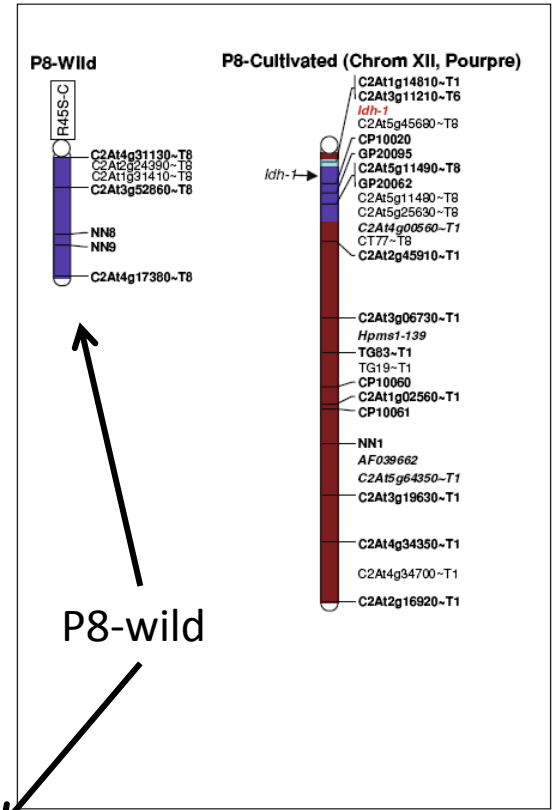 P8-Wild
R45S-C
C2At4g31130~T8
C2At2g24390~T8
C2At1g31410~T8
C2At3g52860~T8
NN8
NN9
C2At4g17380~T8
P8-Cultivated (Chrom XII, Pourpre)
C2At1g14810~T1
C2At3g11210~T6
Idh-1
C2At5g45680~T8
CP10020
GP20095
C2At5g11490~T8
Idh-1
GP20062
C2At5g11480~T8
C2At5g25630~T8
C2At4g00560~T1
CT77~T8
C2At2g45910~T1
C2At3g06730~T1
Hpms1-139
TG83~T1
TG19~T1
CP10060
C2At1g02560~T1
CP10061
NN1
AF039662
C2At5g64350~T1
C2At3g19630~T1
C2At4g34350~T1
C2At4g34700~T1
C2At2g16920~T1
P8-wild